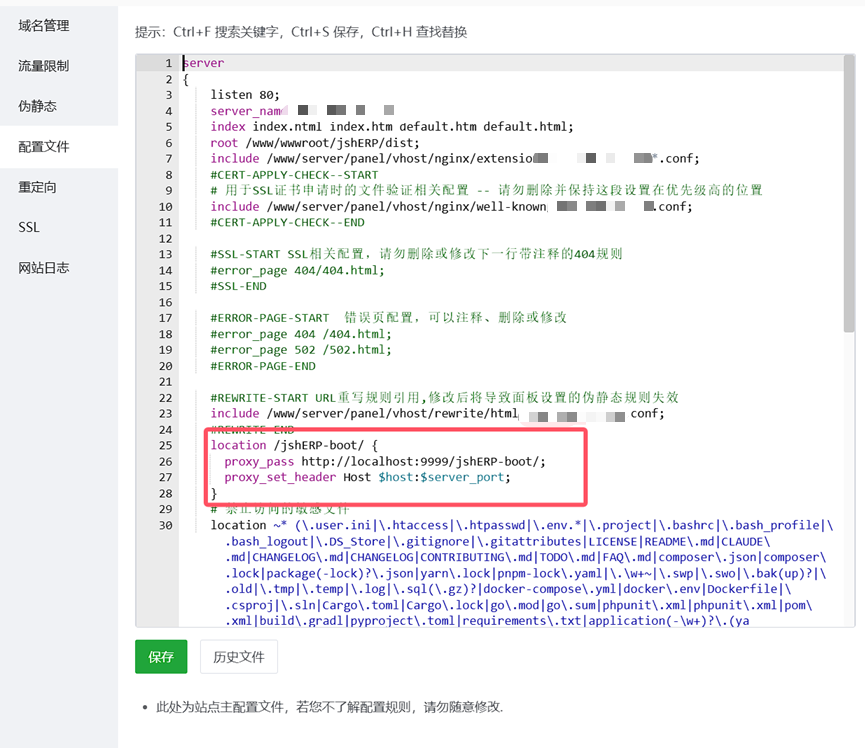 域名管理
流量限制
伪静态
配置文件
重定向
SSL
网站日志
提示：Ctrl+F 搜索关键字，Ctrl+S 保存，Ctrl+H 查找替换
1 server
2 {
3 listen 80;
4 server_name
5 index index.html index.htm default.htm default.html;
6 root /www/wwwroot/jshERP/dist;
7 include /www/server/panel/vhost/nginx/extension *.conf;
8 #CERT-APPLY-CHECK--START
9 # 用于SSL证书申请时的文件验证相关配置 -- 请勿删除并保持这段设置在优先级高的位置
10 include /www/server/panel/vhost/nginx/well-known .conf;
11 #CERT-APPLY-CHECK--END
12
13 #SSL-START SSL相关配置，请勿删除或修改下一行带注释的404规则
14 #error_page 404/404.html;
15 #SSL-END
16
17 #ERROR-PAGE-START 错误页配置，可以注释、删除或修改
18 #error_page 404 /404.html;
19 #error_page 502 /502.html;
20 #ERROR-PAGE-END
21
22 #REWRITE-START URL重写规则引用,修改后将导致面板设置的伪静态规则失效
23 include /www/server/panel/vhost/rewrite/html conf;
24 #REWRITE-END
25 location /jshERP-boot/ {
26 proxy_pass http://localhost:9999/jshERP-boot/;
27 proxy_set_header Host $host:$server_port;
28 }
29 # 禁止访问的敏感文件
30 location ~* (\.user.ini|\.htaccess|\.htpasswd|\.env.*|\.project|\.bashrc|\.bash_profile|\
.bash_logout|\.DS_Store|\.gitignore|\.gitattributes|LICENSE|README\.md|CLAUDE\
.md|CHANGELOG\.md|CHANGELOG|CONTRIBUTING\.md|TODO\.md|FAQ\.md|composer\.json|composer\
.lock|package(-lock)?\.json|yarn\.lock|pnpm-lock\.yaml|\.\w+~|\.swp|\.swo|\.bak(up)?|\
.old|\.tmp|\.temp|\.log|\.sql(\.gz)?|docker-compose\.yml|docker\.env|Dockerfile|\
.csproj|\.sln|Cargo\.toml|Cargo\.lock|go\.mod|go\.sum|phpunit\.xml|phpunit\.xml|pom\
.xml|build\.gradl|pyproject\.toml|requirements\.txt|application(-\w+)?\.(ya
保存
历史文件
此处为站点主配置文件，若您不了解配置规则，请勿随意修改.